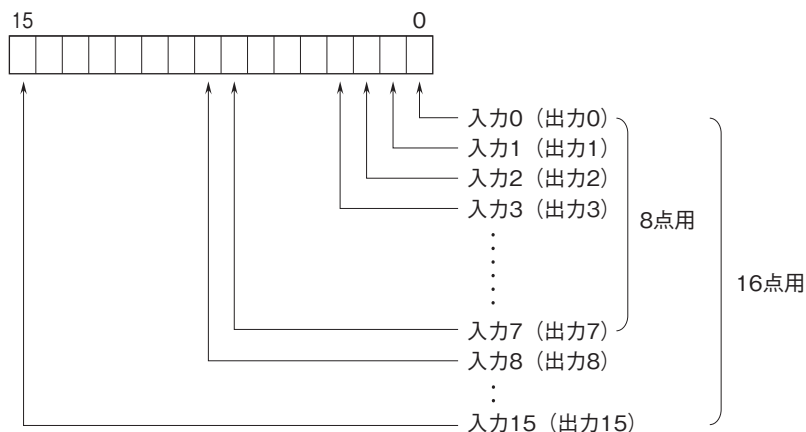 15 0
入力0（出力0）
入力1（出力1）
入力2（出力2）
入力3（出力3）
8点用
16点用
入力7（出力7）
入力8（出力8）
入力15（出力15）